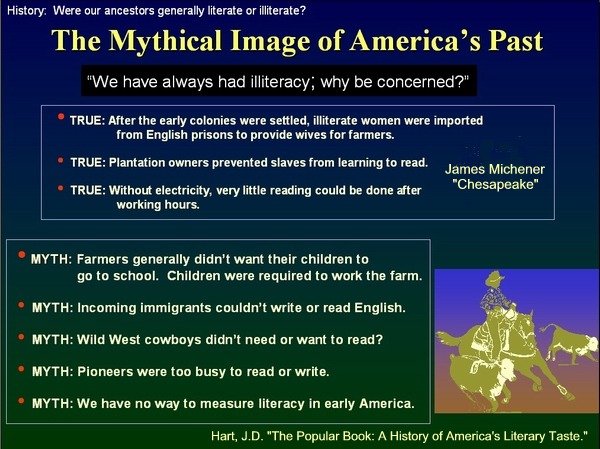 History: Were our ancestors generally literate or illiterate?
The Mythical Image of America's Past
“We have always had illiteracy; why be concerned?”
• TRUE: After the early colonies were settled, illiterate women were imported
from English prisons to provide wives for farmers.
• TRUE: Plantation owners prevented slaves from learning to read.
• TRUE: Without electricity, very little reading could be done after
working hours.
James Michener
"Chesapeake"
• MYTH: Farmers generally didn't want their children to
go to school. Children were required to work the farm.
• MYTH: Incoming immigrants couldn't write or read English.
• MYTH: Wild West cowboys didn't need or want to read?
• MYTH: Pioneers were too busy to read or write.
• MYTH: We have no way to measure literacy in early America.
Hart, J.D. "The Popular Book: A History of America's Literary Taste."